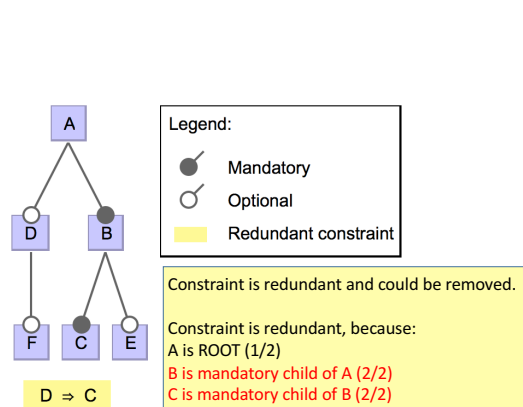 A
Legend:
Mandatory
Optional
Redundant constraint
D
B
F
C
E
D ⇒ C
Constraint is redundant and could be removed.
Constraint is redundant, because:
A is ROOT (1/2)
B is mandatory child of A (2/2)
C is mandatory child of B (2/2)